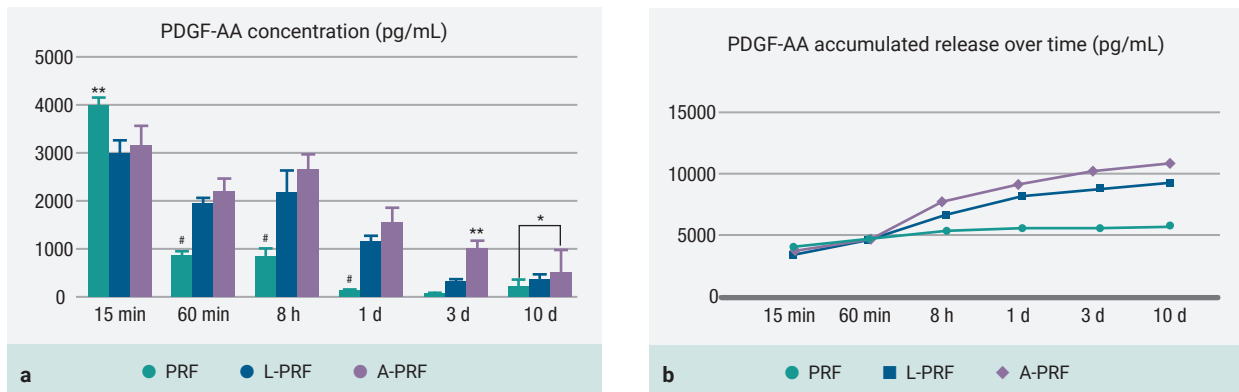 PDGF-AA concentration (pg/mL)
5000
4000
3000
2000
1000
0
**
#
#
#
**
*
15 min 60 min 8 h 1 d 3 d 10 d
a PRF L-PRF A-PRF
PDGF-AA accumulated release over time (pg/mL)
15000
10000
5000
0
15 min 60 min 8 h 1 d 3 d 10 d
b PRF L-PRF A-PRF